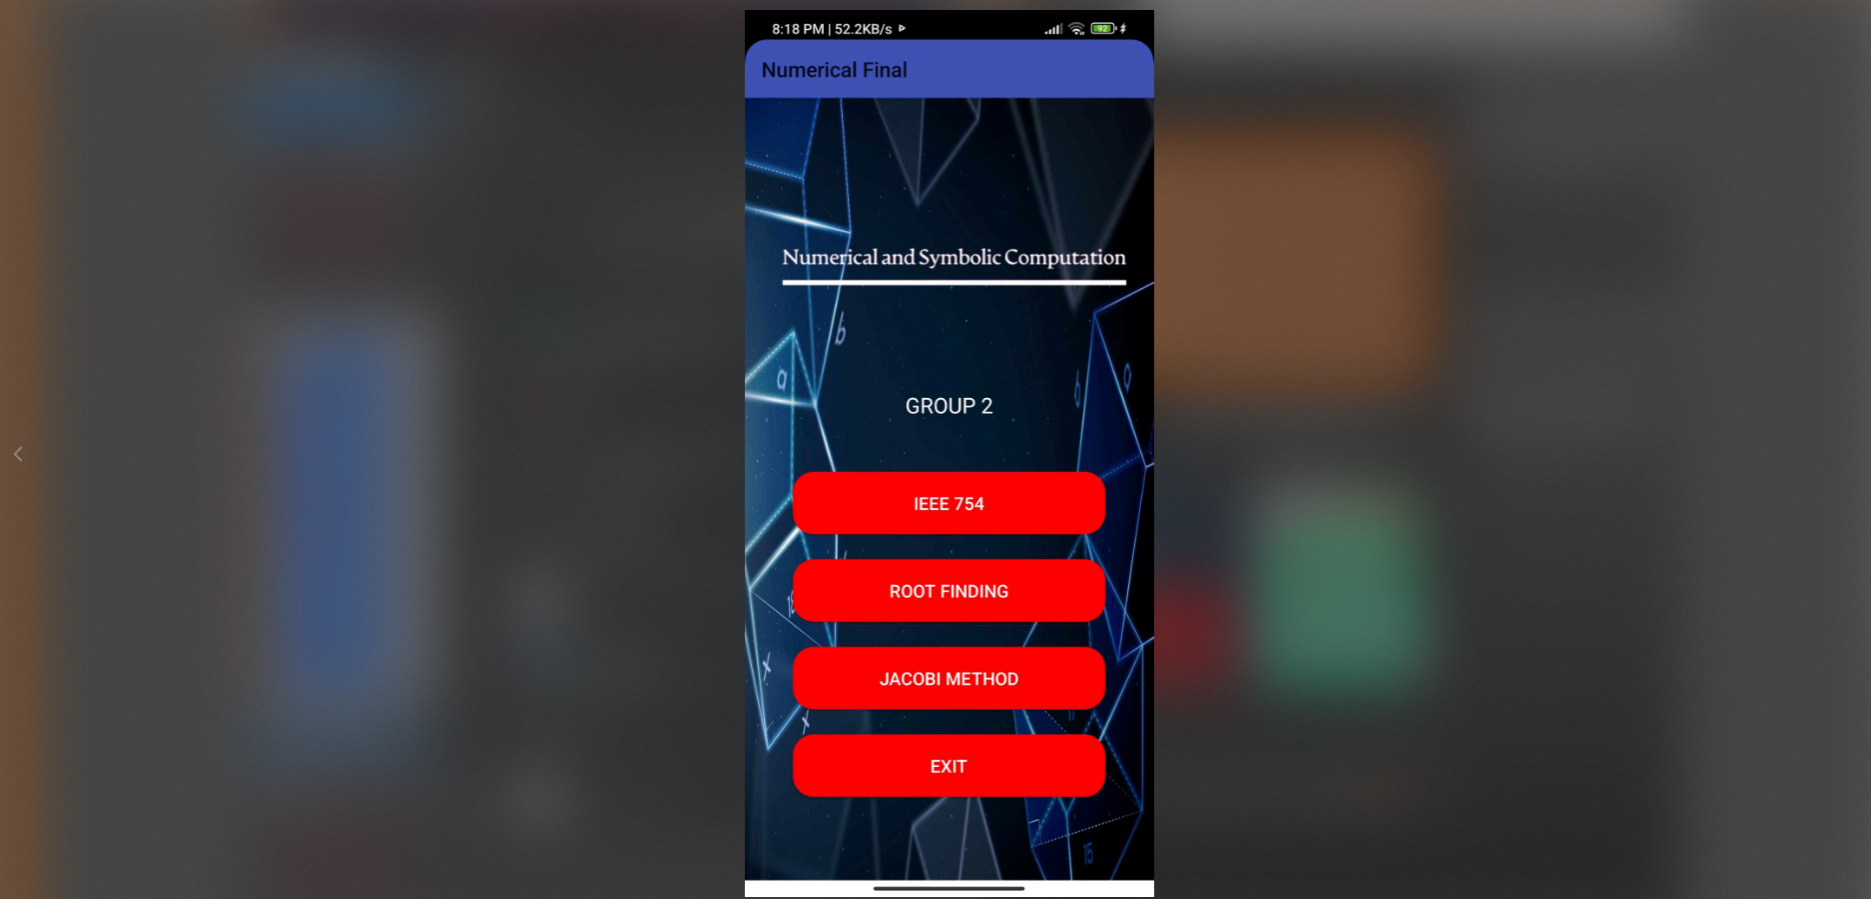 8:18 PM | 52.2KB/s
92
Numerical Final
Numerical and Symbolic Computation
b
a
b
GROUP 2
IEEE 754
ROOT FINDING
x
JACOBI METHOD
x
EXIT
15